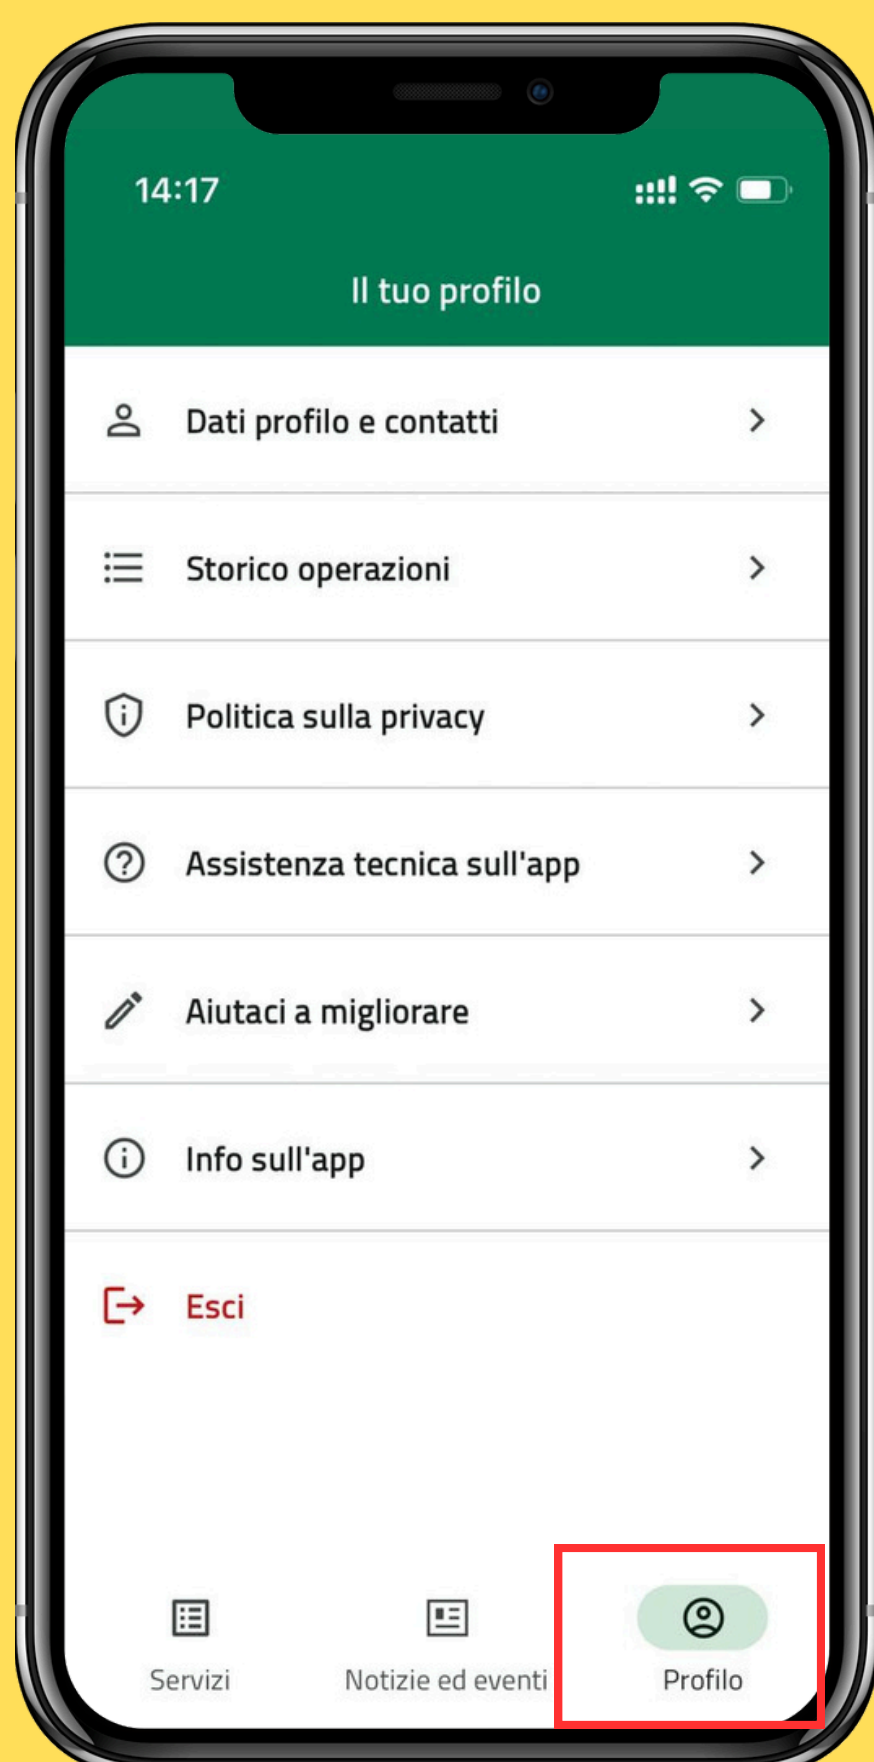 14:17
Il tuo profilo
Dati profilo e contatti
Storico operazioni
Politica sulla privacy
Assistenza tecnica sull'app
Aiutaci a migliorare
Info sull'app
Esci
Servizi
Notizie ed eventi
Profilo